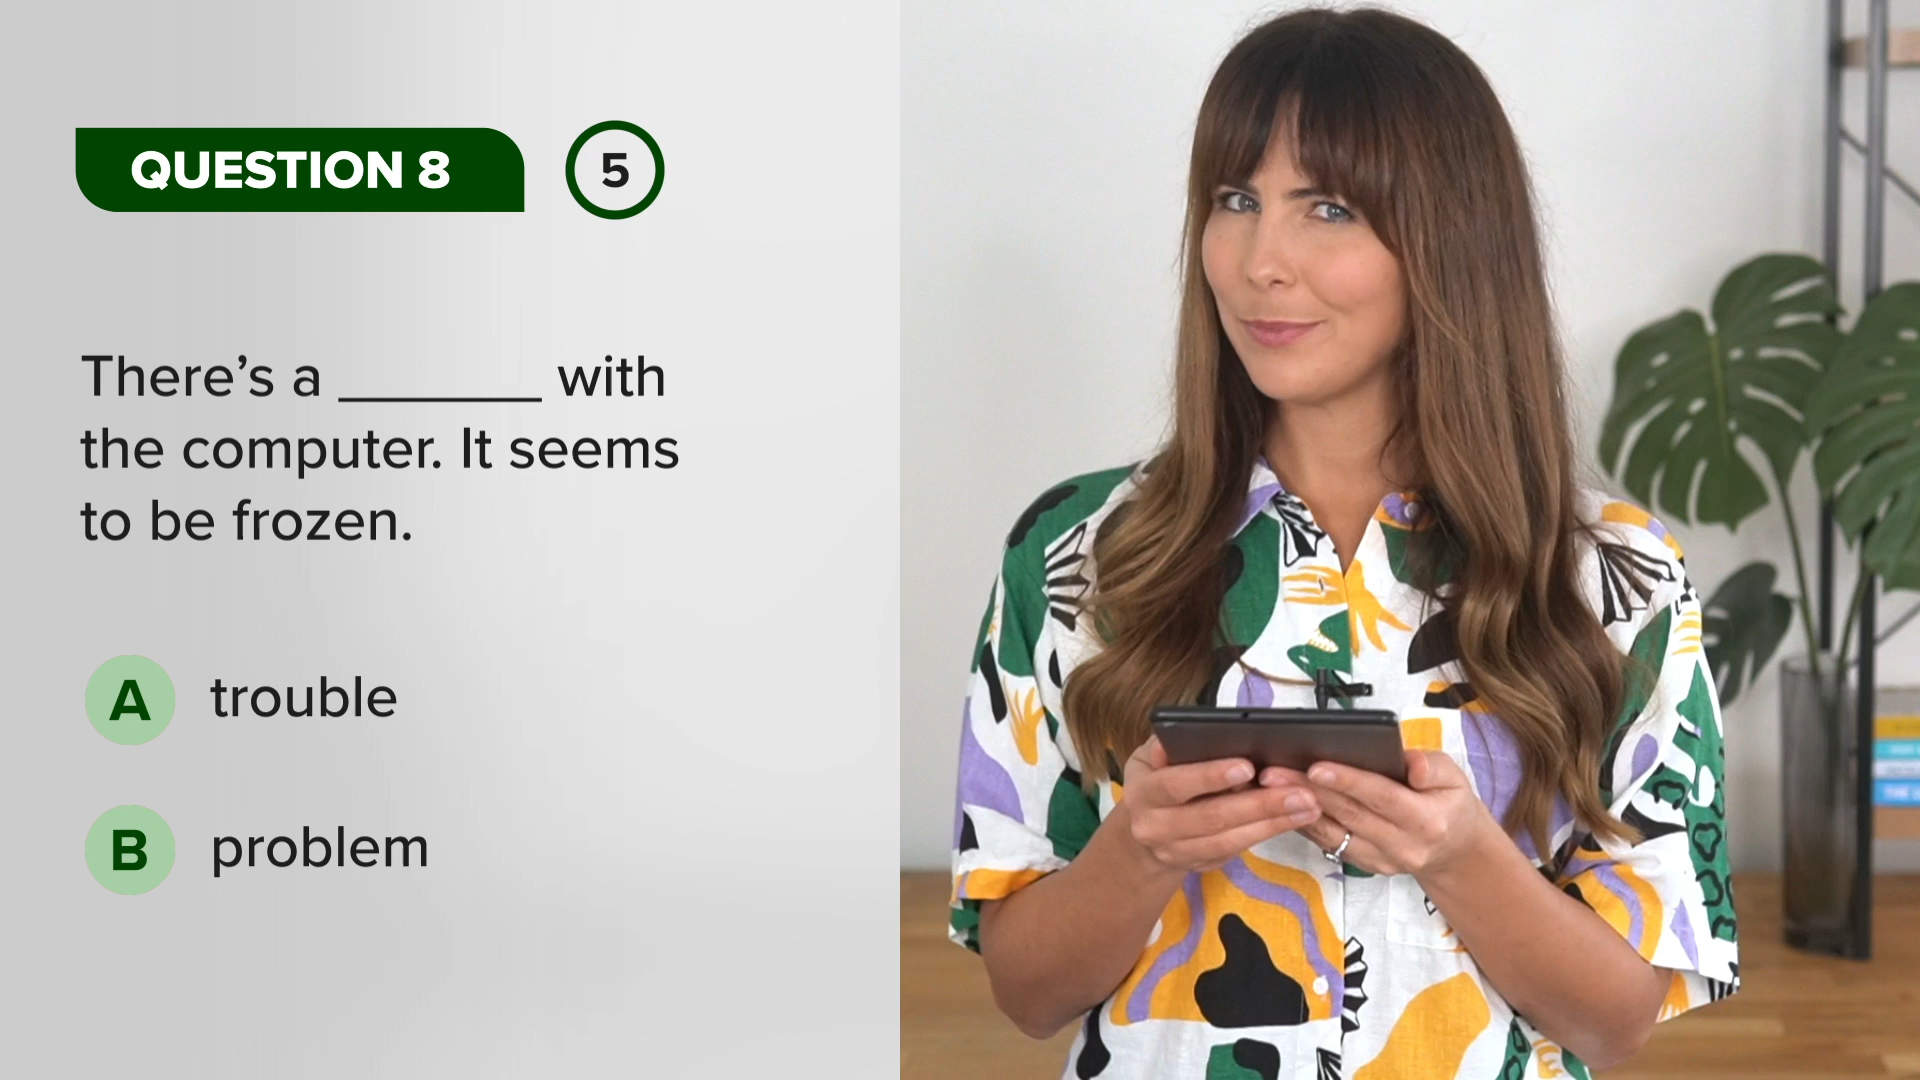 QUESTION 8
5
There's a _______ with
the computer. It seems
to be frozen.
A trouble
B problem